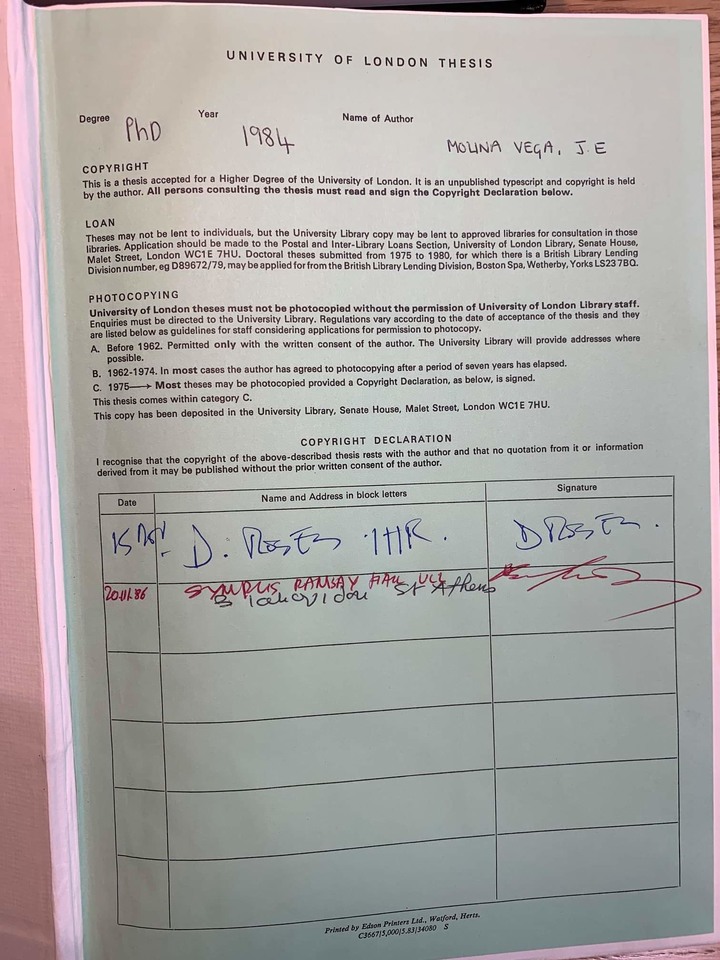 UNIVERSITY OF LONDON THESIS
Degree PhD Year 1984 Name of Author MOLINA VEGA, J.E
COPYRIGHT
This is a thesis accepted for a Higher Degree of the University of London. It is an unpublished typescript and copyright is held
by the author. All persons consulting the thesis must read and sign the Copyright Declaration below.
LOAN
Theses may not be lent to individuals, but the University Library copy may be lent to approved libraries for consultation in those
libraries. Application should be made to the Postal and Inter-Library Loans Section, University of London Library, Senate House,
Malet Street, London WC1E 7HU. Doctoral theses submitted from 1975 to 1980, for which there is a British Library Lending
Division number, eg D89672/79, may be applied for from the British Library Lending Division, Boston Spa, Wetherby, Yorks LS23 7BQ.
PHOTOCOPYING
University of London theses must not be photocopied without the permission of University of London Library staff.
Enquiries must be directed to the University Library. Regulations vary according to the date of acceptance of the thesis and they
are listed below as guidelines for staff considering applications for permission to photocopy.
A. Before 1962. Permitted only with the written consent of the author. The University Library will provide addresses where
possible.
B. 1962-1974. In most cases the author has agreed to photocopying after a period of seven years has elapsed.
C. 1975⟶ Most theses may be photocopied provided a Copyright Declaration, as below, is signed.
This thesis comes within category C.
This copy has been deposited in the University Library, Senate House, Malet Street, London WC1E 7HU.
COPYRIGHT DECLARATION
I recognise that the copyright of the above-described thesis rests with the author and that no quotation from it or information
derived from it may be published without the prior written consent of the author.
Date Name and Address in block letters Signature
D. IHR. D
RAMSAY HALL UCL
St Athens
Printed by Edson Printers Ltd., Watford, Herts.
C3667/5,000/5.83/34080 S